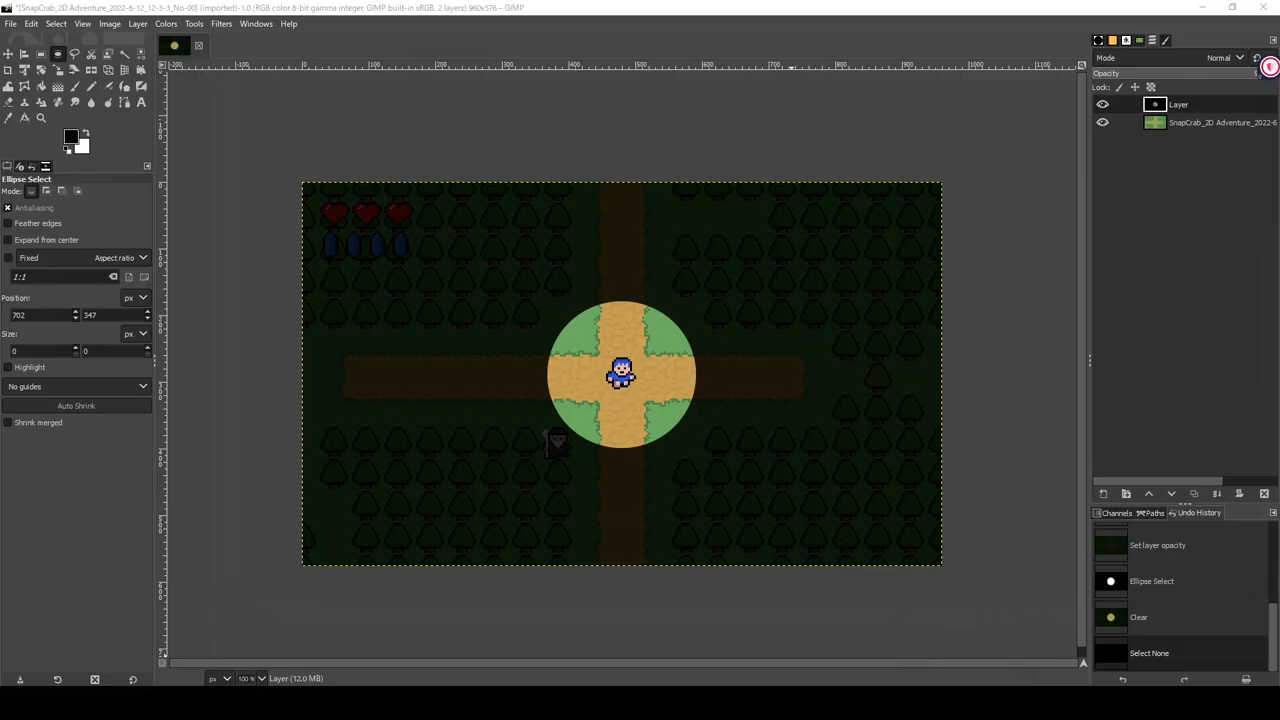 *[SnapCrab_2D Adventure_2022-6-12_12-3-3_No-00] (imported)-1.0 (RGB color 8-bit gamma integer, GIMP built-in sRGB, 2 layers) 960x576 – GIMP
File Edit Select View Image Layer Colors Tools Filters Windows Help
Mode Normal
Opacity
Lock:
Layer
SnapCrab_2D Adventure_2022-6
Ellipse Select
Mode:
Antialiasing
Feather edges
Expand from center
Fixed Aspect ratio
1:1
Position: px
702 347
Size: px
0 0
Highlight
No guides
Auto Shrink
Shrink merged
Channels Paths Undo History
Set layer opacity
Ellipse Select
Clear
Select None
px 100 % Layer (12.0 MB)